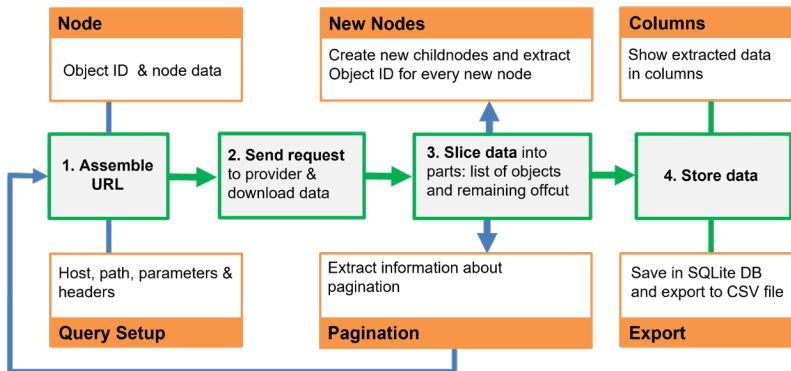 Node
Object ID & node data
New Nodes
Create new childnodes and extract
Object ID for every new node
Columns
Show extracted data
in columns
1. Assemble
URL
2. Send request
to provider &
download data
3. Slice data into
parts: list of objects
and remaining offcut
4. Store data
Host, path, parameters &
headers
Query Setup
Extract information about
pagination
Pagination
Save in SQLite DB
and export to CSV file
Export